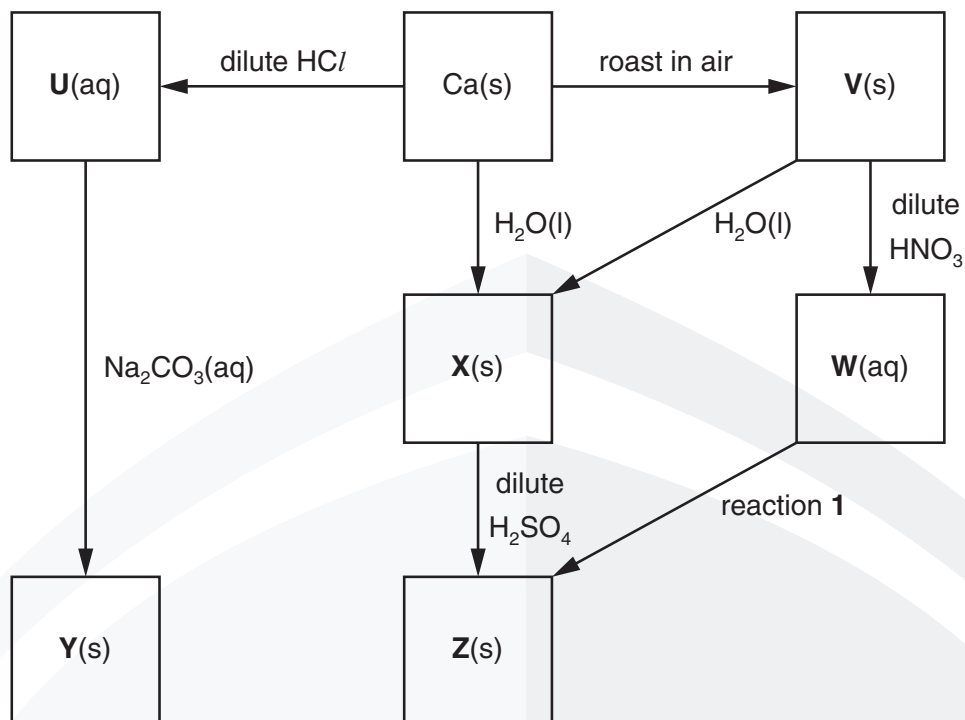 U(aq)
dilute HCl
Ca(s)
roast in air
V(s)
H₂O(l)
H₂O(l)
dilute
HNO₃
Na₂CO₃(aq)
X(s)
W(aq)
dilute
H₂SO₄
reaction 1
Y(s)
Z(s)